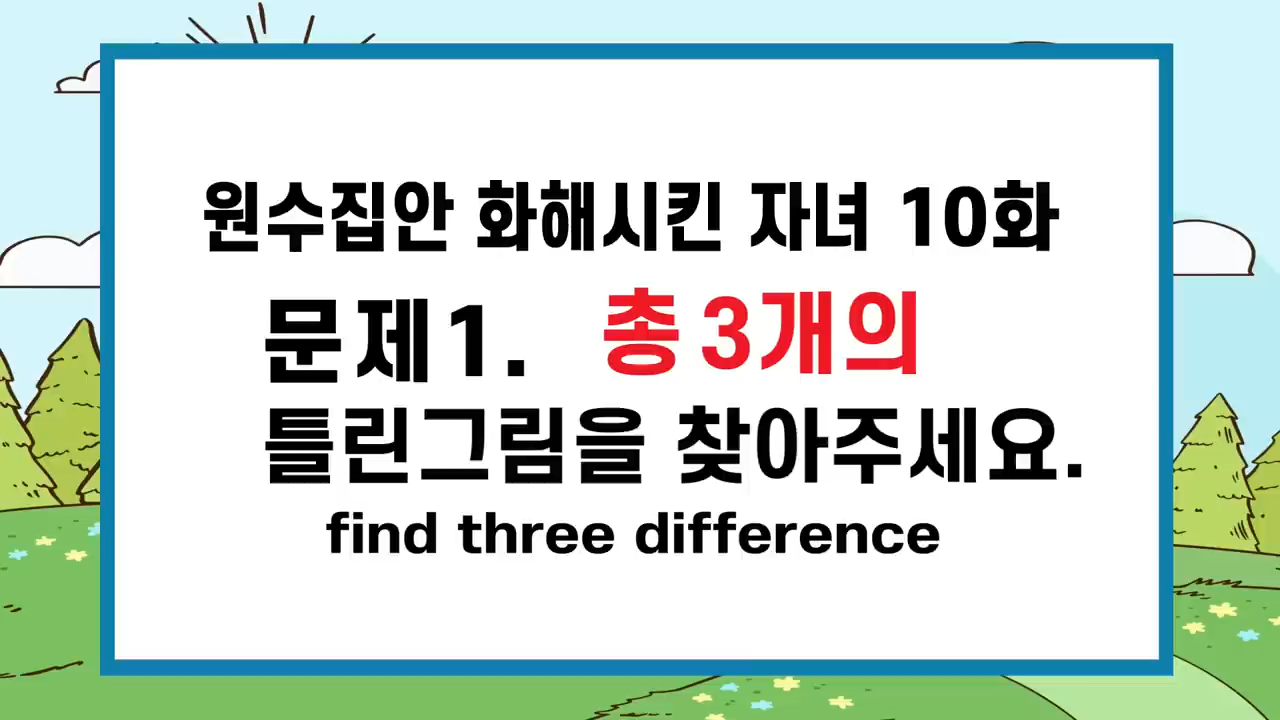 원수집안 화해시킨 자녀 10화
문제1. 총 3개의
틀린그림을 찾아주세요.
find three difference